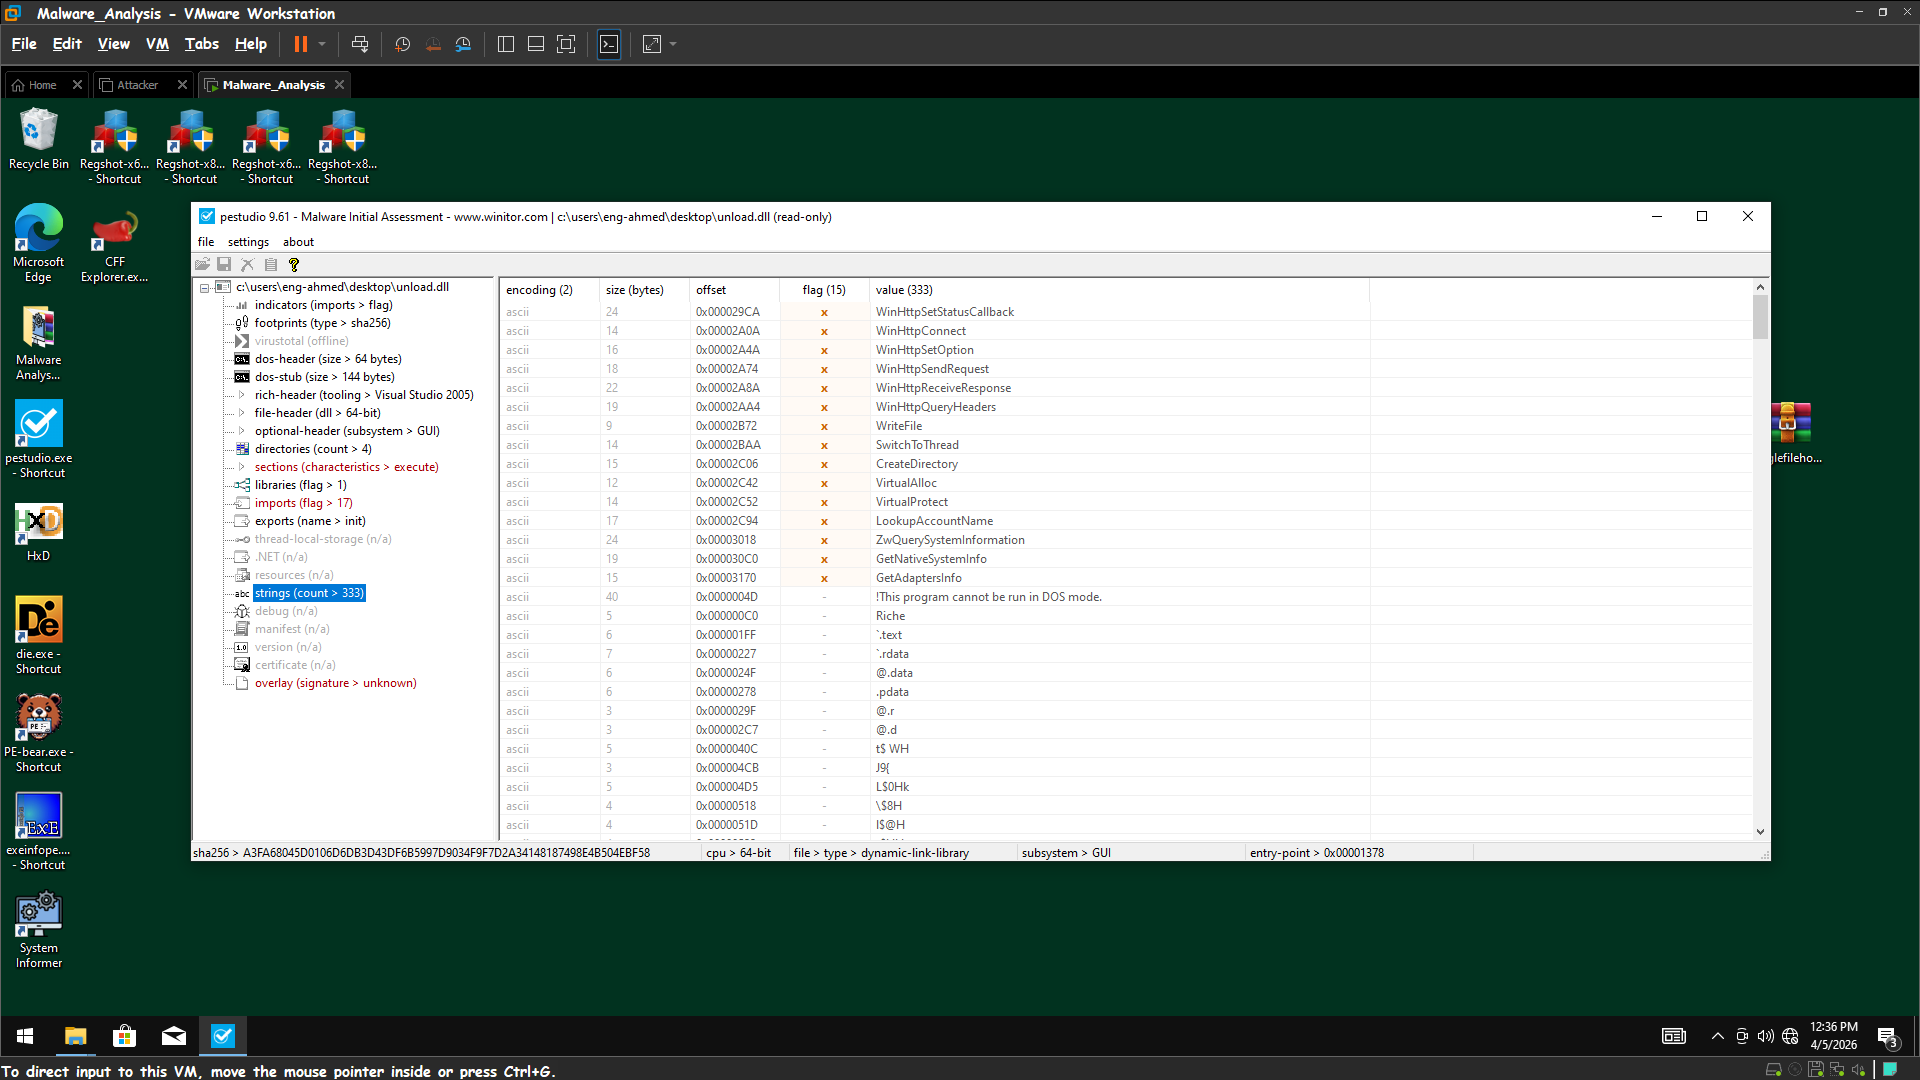 Malware_Analysis - VMware Workstation
File Edit View VM Tabs Help
Home Attacker Malware_Analysis
Recycle Bin
Regshot-x6... - Shortcut
Regshot-x8... - Shortcut
Regshot-x6... - Shortcut
Regshot-x8... - Shortcut
Microsoft Edge
CFF Explorer.ex...
Malware Analys...
pestudio.exe - Shortcut
HxD
die.exe - Shortcut
PE-bear.exe - Shortcut
exeinfope.... - Shortcut
System Informer
glefileho...
pestudio 9.61 - Malware Initial Assessment - www.winitor.com | c:\users\eng-ahmed\desktop\unload.dll (read-only)
file settings about
c:\users\eng-ahmed\desktop\unload.dll
indicators (imports > flag)
footprints (type > sha256)
virustotal (offline)
dos-header (size > 64 bytes)
dos-stub (size > 144 bytes)
rich-header (tooling > Visual Studio 2005)
file-header (dll > 64-bit)
optional-header (subsystem > GUI)
directories (count > 4)
sections (characteristics > execute)
libraries (flag > 1)
imports (flag > 17)
exports (name > init)
thread-local-storage (n/a)
.NET (n/a)
resources (n/a)
abc strings (count > 333)
debug (n/a)
manifest (n/a)
1.0 version (n/a)
certificate (n/a)
overlay (signature > unknown)
encoding (2) size (bytes) offset flag (15) value (333)
ascii 24 0x000029CA x WinHttpSetStatusCallback
ascii 14 0x00002A0A x WinHttpConnect
ascii 16 0x00002A4A x WinHttpSetOption
ascii 18 0x00002A74 x WinHttpSendRequest
ascii 22 0x00002A8A x WinHttpReceiveResponse
ascii 19 0x00002AA4 x WinHttpQueryHeaders
ascii 9 0x00002B72 x WriteFile
ascii 14 0x00002BAA x SwitchToThread
ascii 15 0x00002C06 x CreateDirectory
ascii 12 0x00002C42 x VirtualAlloc
ascii 14 0x00002C52 x VirtualProtect
ascii 17 0x00002C94 x LookupAccountName
ascii 24 0x00003018 x ZwQuerySystemInformation
ascii 19 0x000030C0 x GetNativeSystemInfo
ascii 15 0x00003170 x GetAdaptersInfo
ascii 40 0x0000004D - !This program cannot be run in DOS mode.
ascii 5 0x000000C0 - Riche
ascii 6 0x000001FF - `.text
ascii 7 0x00000227 - `.rdata
ascii 6 0x0000024F - @.data
ascii 6 0x00000278 - .pdata
ascii 3 0x0000029F - @.r
ascii 3 0x000002C7 - @.d
ascii 5 0x0000040C - t$ WH
ascii 3 0x000004CB - J9{
ascii 5 0x000004D5 - L$0Hk
ascii 4 0x00000518 - \$8H
ascii 4 0x0000051D - I$@H
sha256 > A3FA68045D0106D6DB3D43DF6B5997D9034F9F7D2A34148187498E4B504EBF58 cpu > 64-bit file > type > dynamic-link-library subsystem > GUI entry-point > 0x00001378
12:36 PM
4/5/2026
3
To direct input to this VM, move the mouse pointer inside or press Ctrl+G.